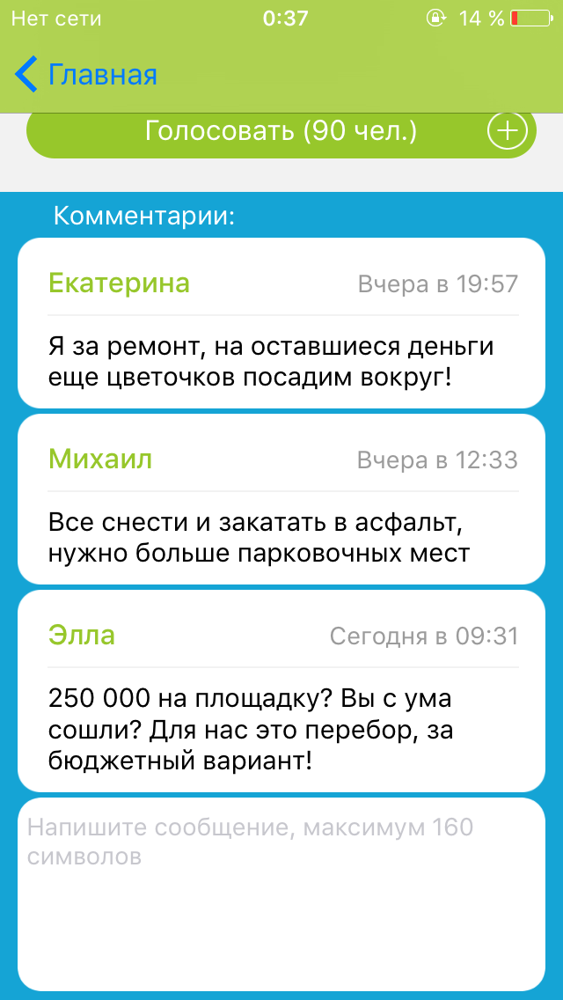 Нет сети 0:37 14 %
Главная
Голосовать (90 чел.)
Комментарии:
Екатерина Вчера в 19:57
Я за ремонт, на оставшиеся деньги
еще цветочков посадим вокруг!
Михаил Вчера в 12:33
Все снести и закатать в асфальт,
нужно больше парковочных мест
Элла Сегодня в 09:31
250 000 на площадку? Вы с ума
сошли? Для нас это перебор, за
бюджетный вариант!
Напишите сообщение, максимум 160
символов